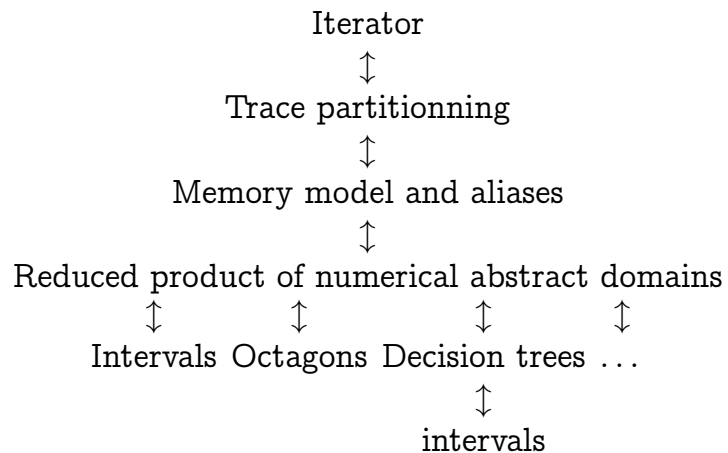 Iterator
↕
Trace partitionning
↕
Memory model and aliases
↕
Reduced product of numerical abstract domains
↕ ↕ ↕ ↕
Intervals Octagons Decision trees ...
↕
intervals